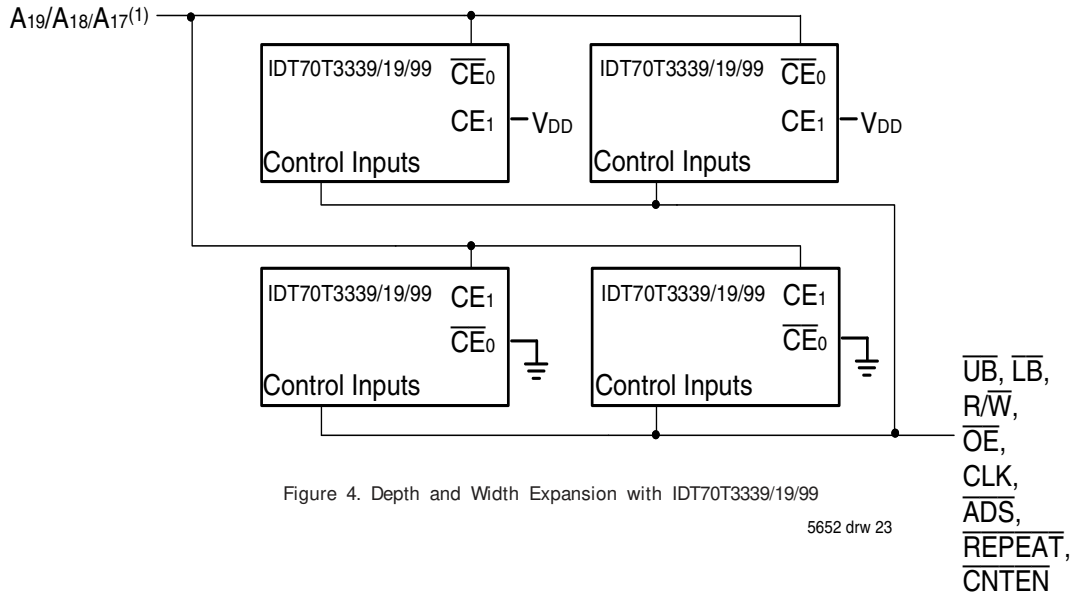 A19/A18/A17(1)
IDT70T3339/19/99 CE0
CE1 VDD
Control Inputs
IDT70T3339/19/99 CE0
CE1 VDD
Control Inputs
IDT70T3339/19/99 CE1
CE0
Control Inputs
IDT70T3339/19/99 CE1
CE0
Control Inputs
UB, LB,
R/W,
OE,
CLK,
ADS,
REPEAT,
CNTEN
Figure 4. Depth and Width Expansion with IDT70T3339/19/99
5652 drw 23